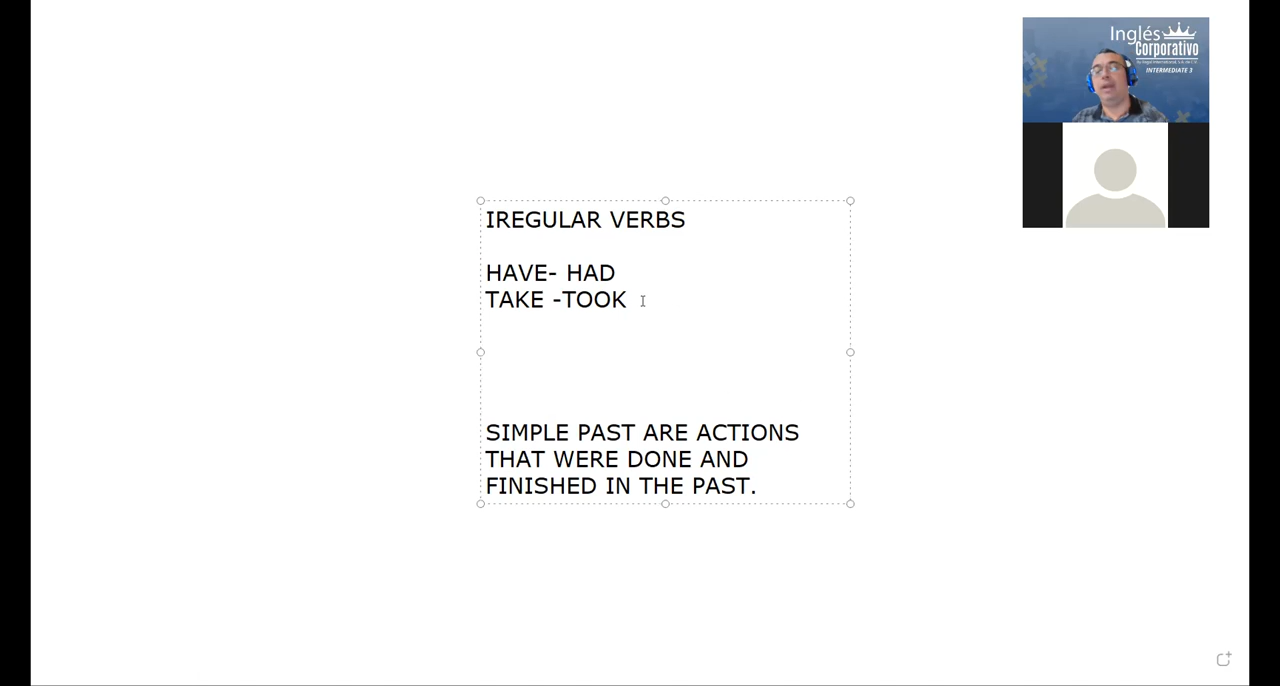 Inglés
Corporativo
INTERMEDIATE 3
IREGULAR VERBS
HAVE- HAD
TAKE -TOOK
SIMPLE PAST ARE ACTIONS
THAT WERE DONE AND
FINISHED IN THE PAST.